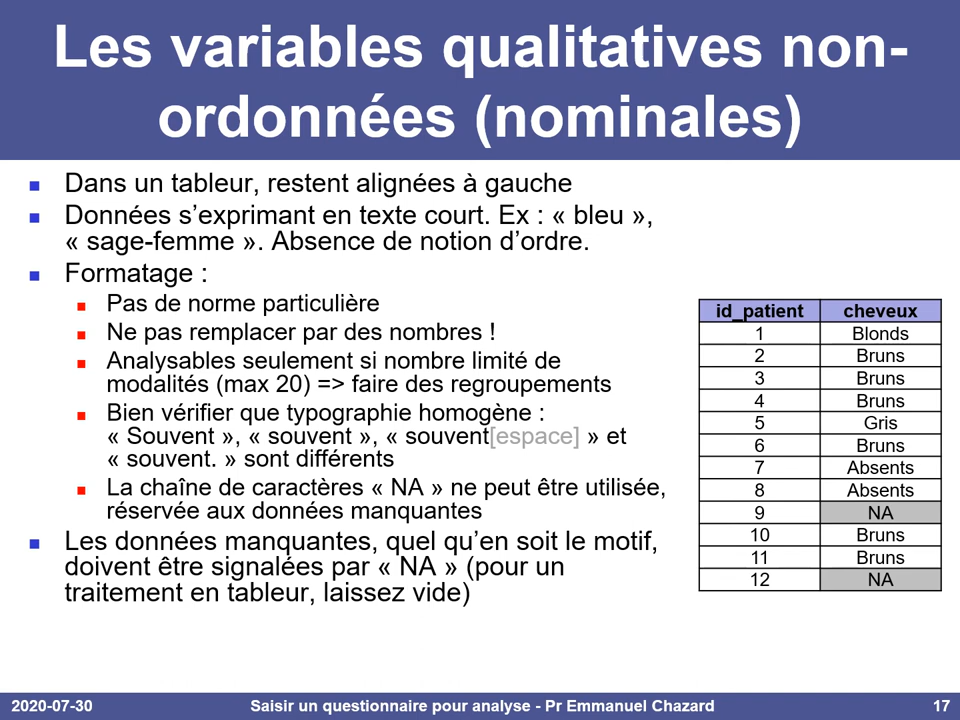 Les variables qualitatives non-
ordonnées (nominales)
Dans un tableur, restent alignées à gauche
Données s’exprimant en texte court. Ex : « bleu »,
« sage-femme ». Absence de notion d’ordre.
Formatage :
Pas de norme particulière
Ne pas remplacer par des nombres !
Analysables seulement si nombre limité de
modalités (max 20) => faire des regroupements
Bien vérifier que typographie homogène :
« Souvent », « souvent », « souvent[espace] » et
« souvent. » sont différents
La chaîne de caractères « NA » ne peut être utilisée,
réservée aux données manquantes
Les données manquantes, quel qu’en soit le motif,
doivent être signalées par « NA » (pour un
traitement en tableur, laissez vide)
id_patient cheveux
1 Blonds
2 Bruns
3 Bruns
4 Bruns
5 Gris
6 Bruns
7 Absents
8 Absents
9 NA
10 Bruns
11 Bruns
12 NA
2020-07-30 Saisir un questionnaire pour analyse - Pr Emmanuel Chazard 17